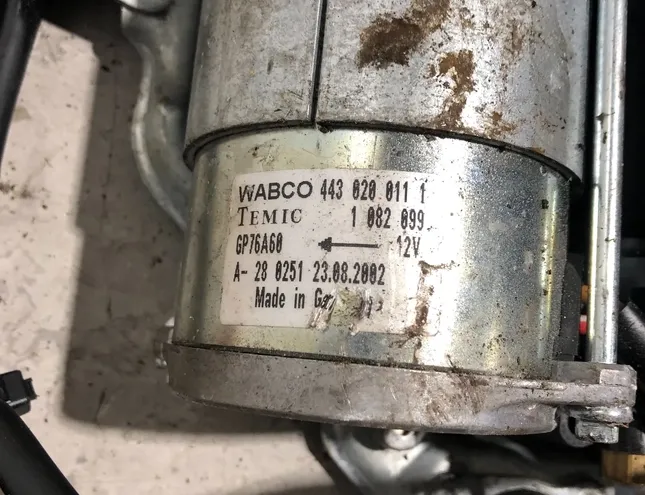 WABCO 443 020 011 1
TEMIC 1 082 099
GP76A60 12V
A- 28 0251 23.08.2002
Made in